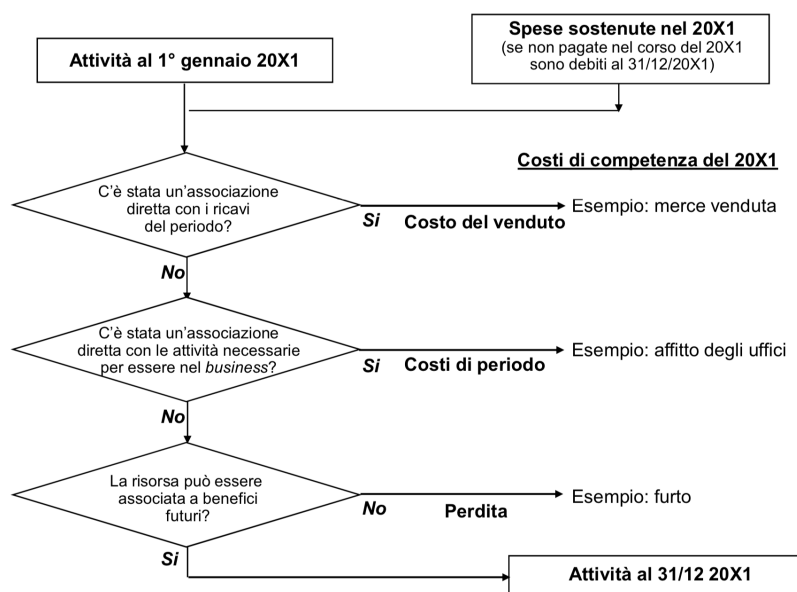 Attività al 1° gennaio 20X1
Spese sostenute nel 20X1
(se non pagate nel corso del 20X1
sono debiti al 31/12/20X1)
Costi di competenza del 20X1
C'è stata un'associazione
diretta con i ricavi
del periodo?
Si Costo del venduto
Esempio: merce venduta
No
C'è stata un'associazione
diretta con le attività necessarie
per essere nel business?
Si Costi di periodo
Esempio: affitto degli uffici
No
La risorsa può essere
associata a benefici
futuri?
No Perdita
Esempio: furto
Si
Attività al 31/12 20X1